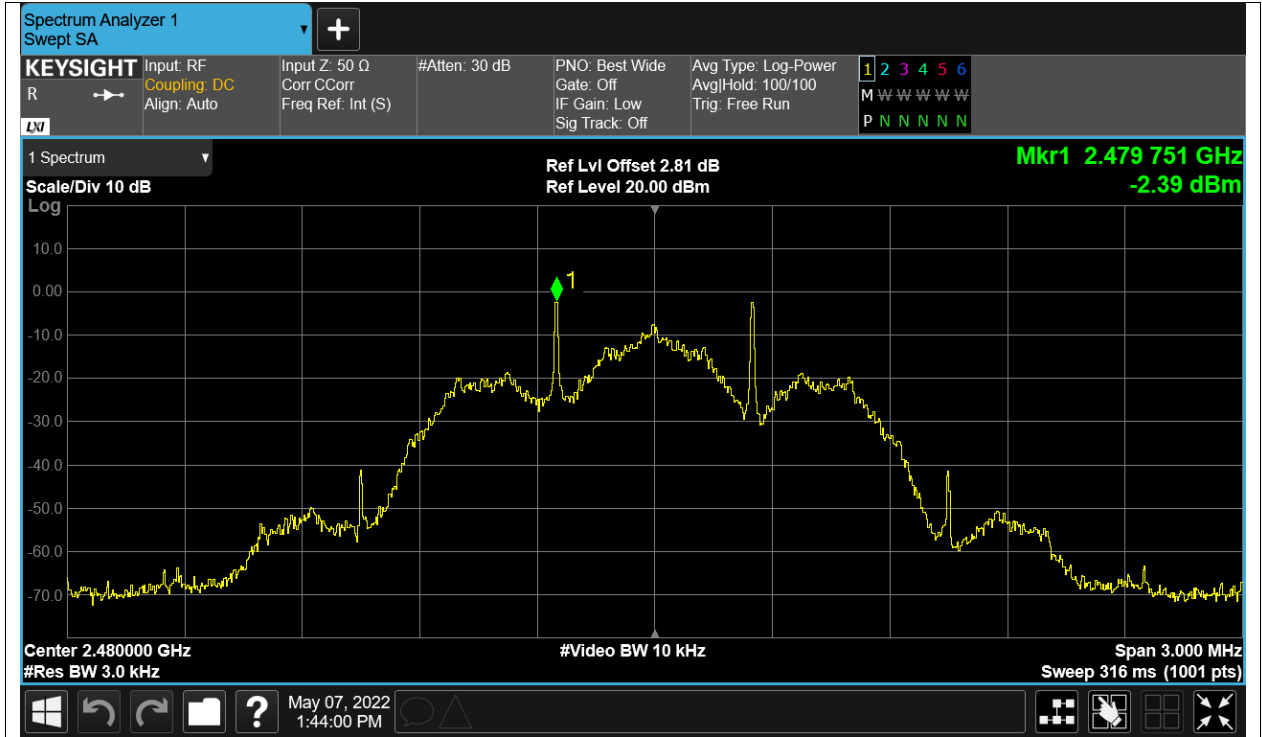 Spectrum Analyzer 1
Swept SA
KEYSIGHT
R
LXI
Input: RF
Coupling: DC
Align: Auto
Input Z: 50 Ω
Corr CCorr
Freq Ref: Int (S)
#Atten: 30 dB
PNO: Best Wide
Gate: Off
IF Gain: Low
Sig Track: Off
Avg Type: Log-Power
Avg|Hold: 100/100
Trig: Free Run
1 2 3 4 5 6
M W W W W W
P N N N N N N
1 Spectrum
Scale/Div 10 dB
Log
Ref Lvl Offset 2.81 dB
Ref Level 20.00 dBm
Mkr1 2.479 751 GHz
-2.39 dBm
10.0
0.00
-10.0
-20.0
-30.0
-40.0
-50.0
-60.0
-70.0
1
Center 2.480000 GHz
#Res BW 3.0 kHz
#Video BW 10 kHz
Span 3.000 MHz
Sweep 316 ms (1001 pts)
?
May 07, 2022
1:44:00 PM